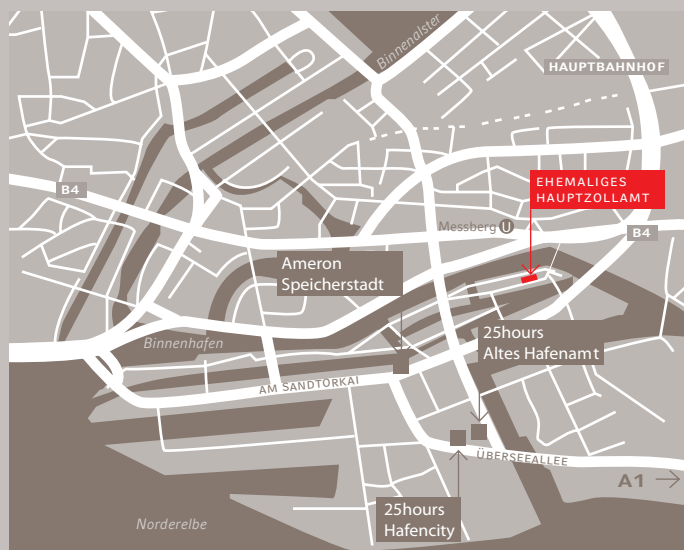 Binnenalster
HAUPTBAHNHOF
EHEMALIGES
HAUPTZOLLAMT
B4
Messberg U
B4
Ameron
Speicherstadt
Binnenhafen
25hours
Altes Hafenamt
AM SANDTORKAI
ÜBERSEEALLEE
A1
25hours
Hafencity
Norderelbe